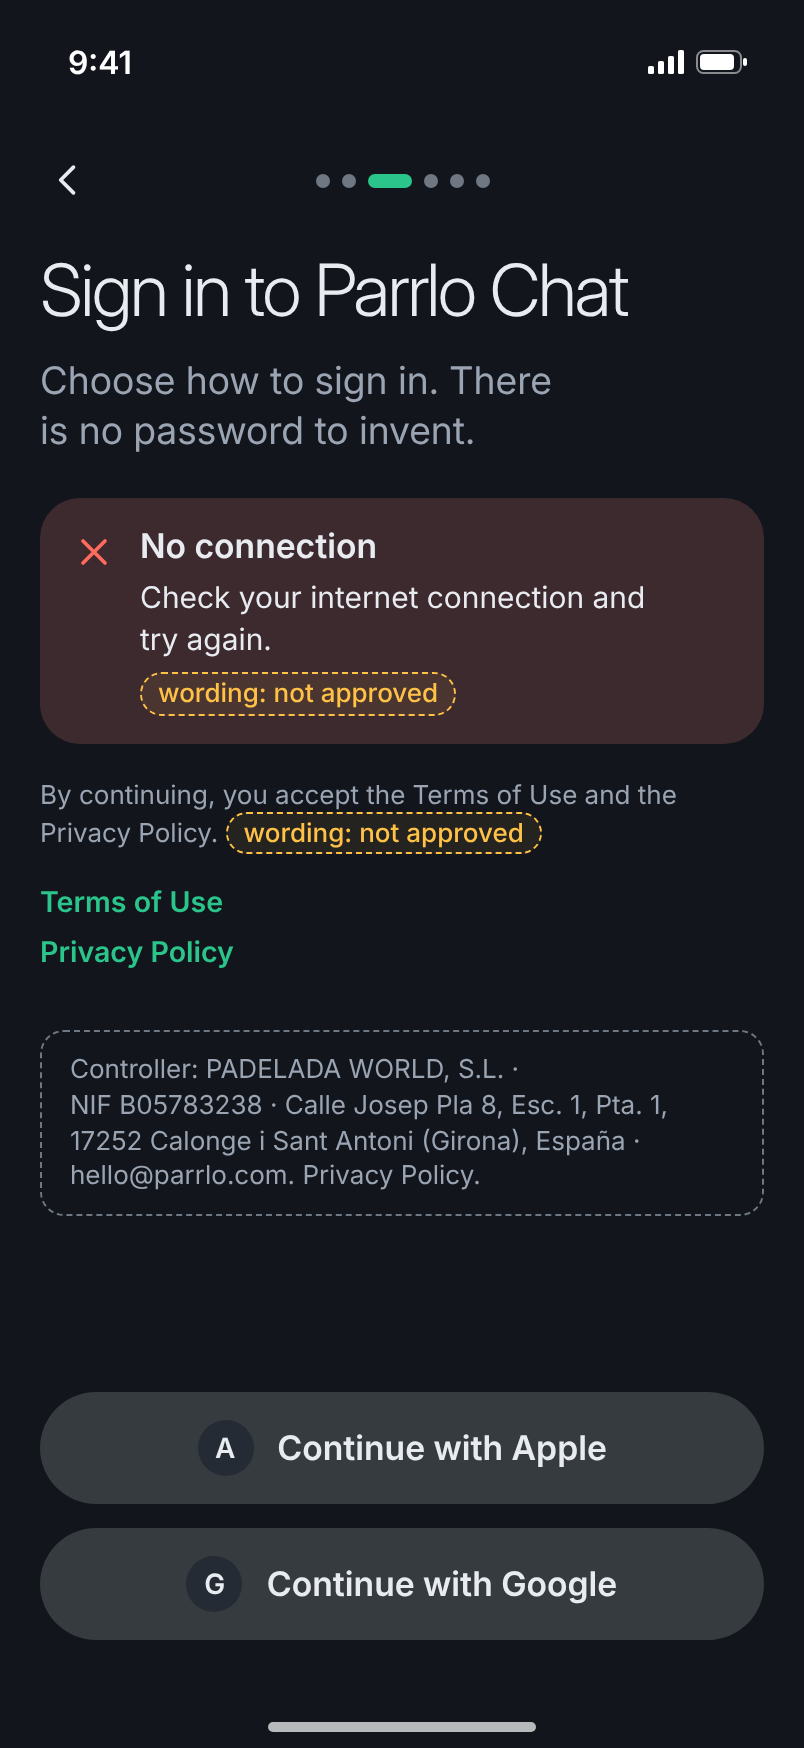 9:41
Sign in to Parrlo Chat
Choose how to sign in. There
is no password to invent.
No connection
Check your internet connection and
try again.
wording: not approved
By continuing, you accept the Terms of Use and the
Privacy Policy. wording: not approved
Terms of Use
Privacy Policy
Controller: PADELADA WORLD, S.L. ·
NIF B05783238 · Calle Josep Pla 8, Esc. 1, Pta. 1,
17252 Calonge i Sant Antoni (Girona), España ·
hello@parrlo.com. Privacy Policy.
A Continue with Apple
G Continue with Google